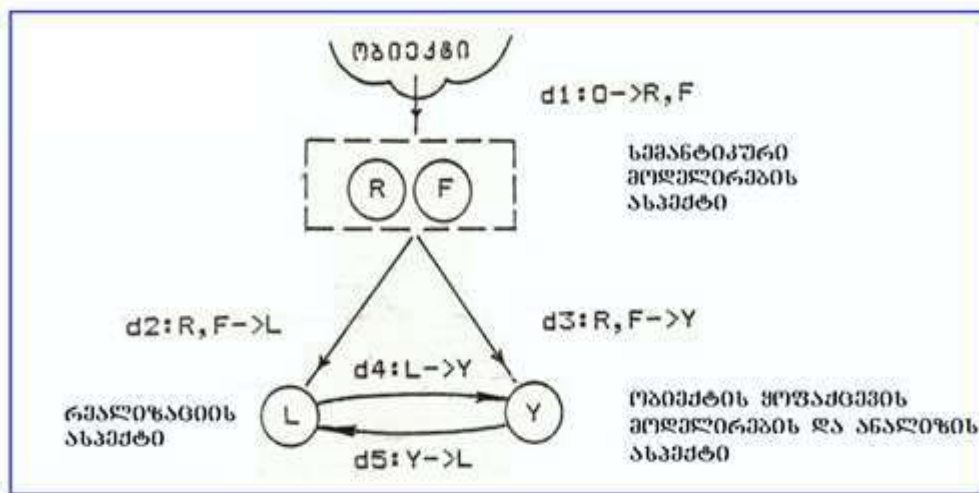 ობიექტი
d1:O->R,F
სემანტიკური
მოდელირების
ასპექტი
R F
d2:R,F->L
d3:R,F->Y
d4:L->Y
რეალიზაციის
ასპექტი
L
Y
ობიექტის ყოფაქცევის
მოდელირების და ანალიზის
ასპექტი
d5:Y->L